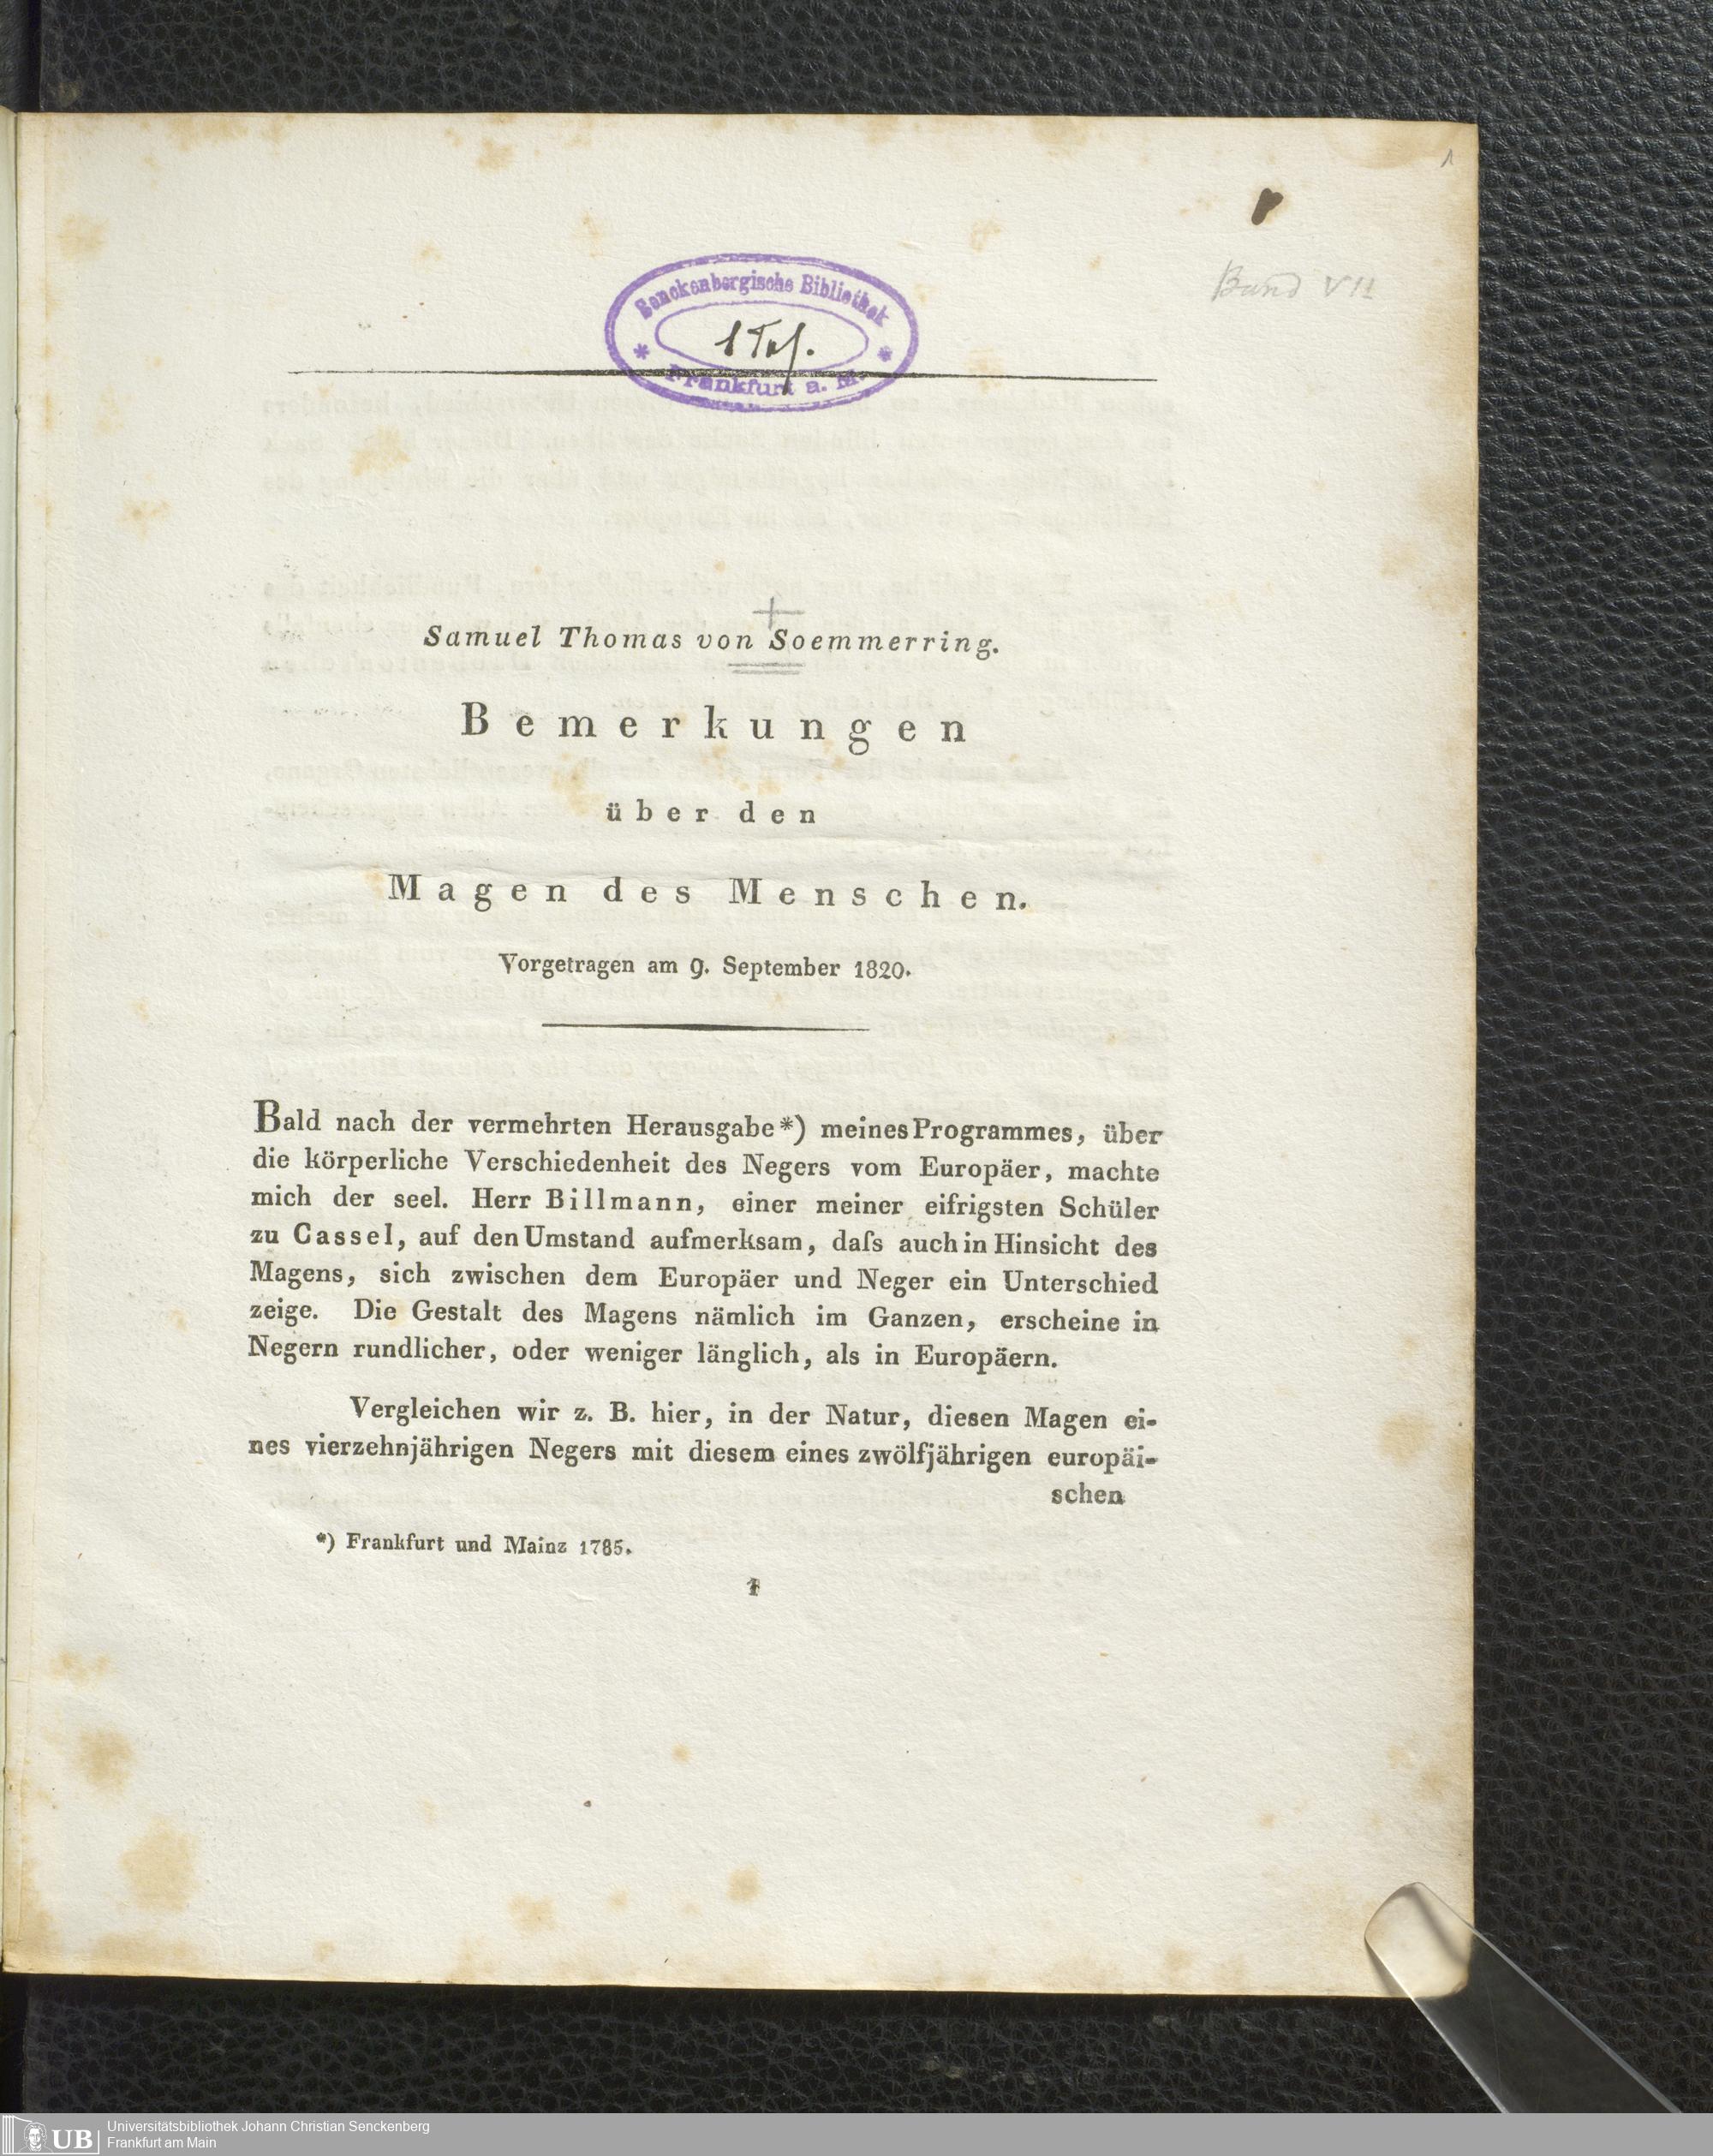 1
Band VII
Senckenbergische Bibliothek
1 Taf.
Frankfurt a. M.
Samuel Thomas von Soemmerring.
Bemerkungen
über den
Magen des Menschen.
Vorgetragen am 9. September 1820.
Bald nach der vermehrten Herausgabe*) meines Programmes, über
die körperliche Verschiedenheit des Negers vom Europäer, machte
mich der seel. Herr Billmann, einer meiner eifrigsten Schüler
zu Cassel, auf den Umstand aufmerksam, daſs auch in Hinsicht des
Magens, sich zwischen dem Europäer und Neger ein Unterschied
zeige. Die Gestalt des Magens nämlich im Ganzen, erscheine in
Negern rundlicher, oder weniger länglich, als in Europäern.
Vergleichen wir z. B. hier, in der Natur, diesen Magen ei-
nes vierzehnjährigen Negers mit diesem eines zwölfjährigen europäi-
schen
*) Frankfurt und Mainz 1785.
1
UB
Universitätsbibliothek Johann Christian Senckenberg
Frankfurt am Main